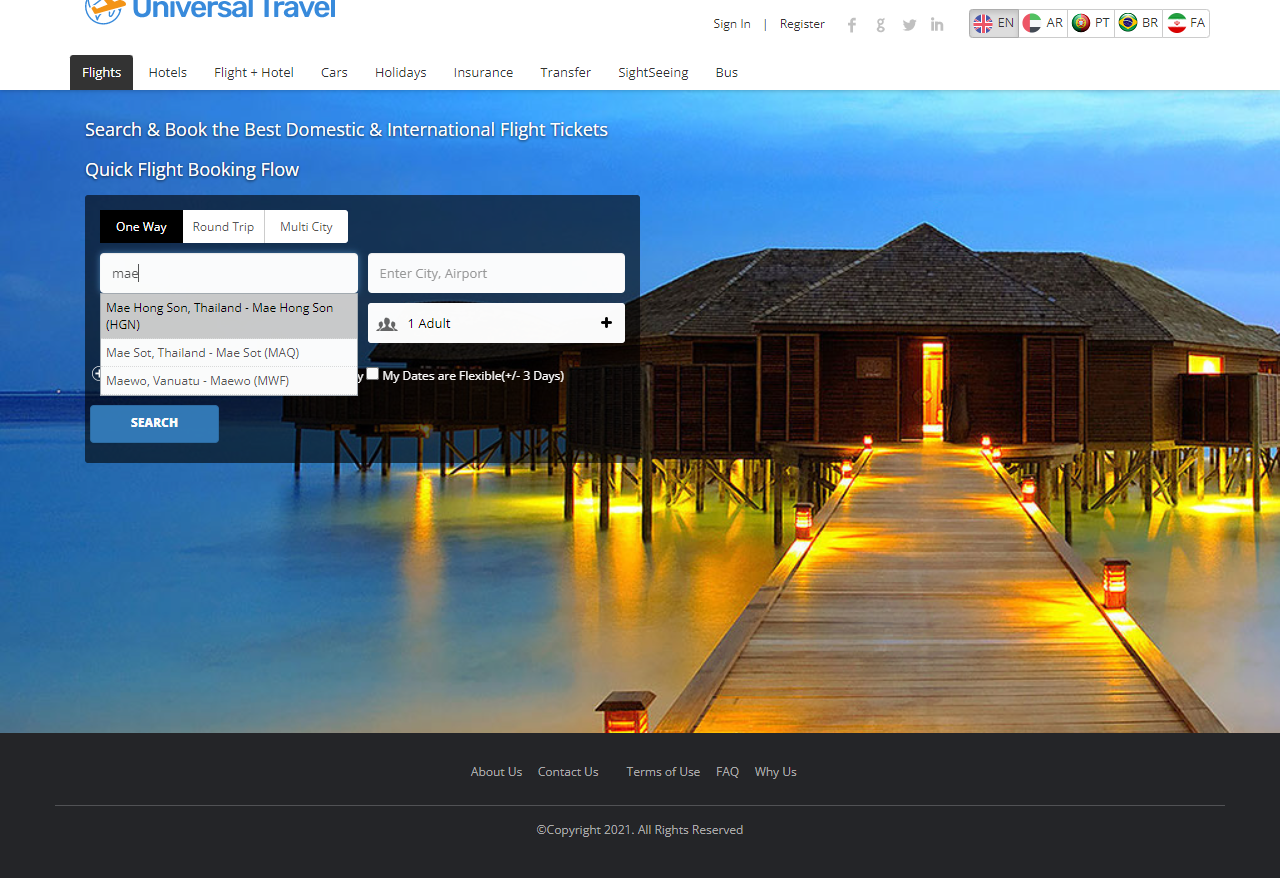 Universal Travel
Sign In | Register
EN AR PT BR FA
Flights Hotels Flight + Hotel Cars Holidays Insurance Transfer SightSeeing Bus
Search & Book the Best Domestic & International Flight Tickets
Quick Flight Booking Flow
One Way Round Trip Multi City
mae
Enter City, Airport
Mae Hong Son, Thailand - Mae Hong Son
(HGN)
Mae Sot, Thailand - Mae Sot (MAQ)
Maewo, Vanuatu - Maewo (MWF)
1 Adult
y My Dates are Flexible(+/- 3 Days)
SEARCH
About Us Contact Us Terms of Use FAQ Why Us
©Copyright 2021. All Rights Reserved